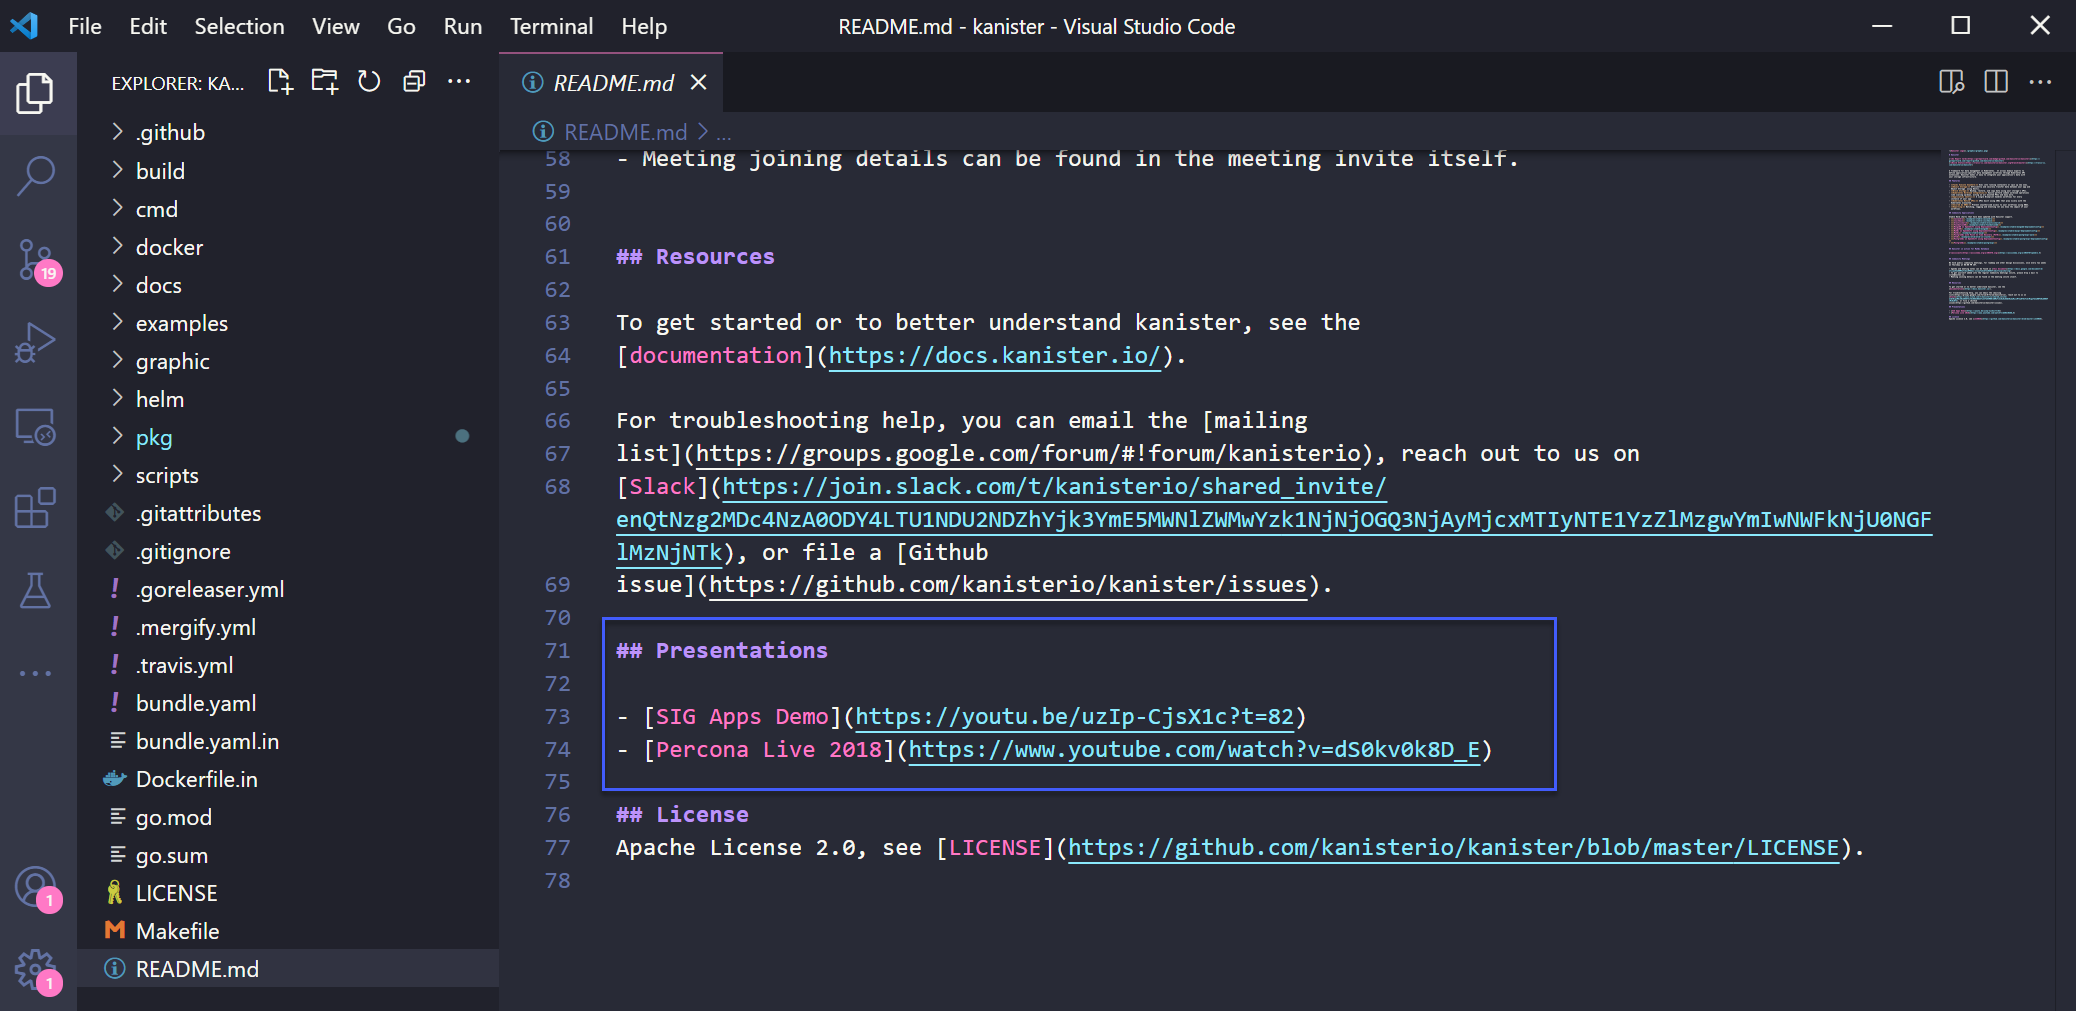 File Edit Selection View Go Run Terminal Help README.md - kanister - Visual Studio Code
EXPLORER: KA...
.github
build
cmd
docker
docs
examples
graphic
helm
pkg
scripts
.gitattributes
.gitignore
.goreleaser.yml
.mergify.yml
.travis.yml
bundle.yaml
bundle.yaml.in
Dockerfile.in
go.mod
go.sum
LICENSE
Makefile
README.md
19
1
1
README.md
README.md > ...
58 - Meeting joining details can be found in the meeting invite itself.
59
60
61 ## Resources
62
63 To get started or to better understand kanister, see the
64 [documentation](https://docs.kanister.io/).
65
66 For troubleshooting help, you can email the [mailing
67 list](https://groups.google.com/forum/#!forum/kanisterio), reach out to us on
68 [Slack](https://join.slack.com/t/kanisterio/shared_invite/
enQtNzg2MDc4NzA0ODY4LTU1NDU2NDZhYjk3YmE5MWNlZWMwYzk1NjNjOGQ3NjAyMjcxMTIyNTE1YzZlMzgwYmIwNWFkNjU0NGF
lMzNjNTk), or file a [Github
69 issue](https://github.com/kanisterio/kanister/issues).
70
71 ## Presentations
72
73 - [SIG Apps Demo](https://youtu.be/uzIp-CjsX1c?t=82)
74 - [Percona Live 2018](https://www.youtube.com/watch?v=dS0kv0k8D_E)
75
76 ## License
77 Apache License 2.0, see [LICENSE](https://github.com/kanisterio/kanister/blob/master/LICENSE).
78